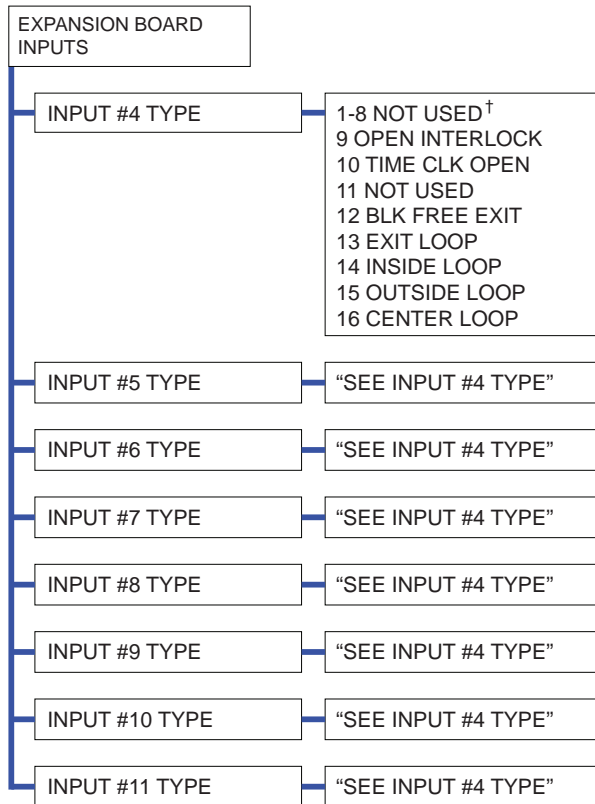 EXPANSION BOARD
INPUTS
INPUT #4 TYPE
1-8 NOT USED†
9 OPEN INTERLOCK
10 TIME CLK OPEN
11 NOT USED
12 BLK FREE EXIT
13 EXIT LOOP
14 INSIDE LOOP
15 OUTSIDE LOOP
16 CENTER LOOP
INPUT #5 TYPE
“SEE INPUT #4 TYPE”
INPUT #6 TYPE
“SEE INPUT #4 TYPE”
INPUT #7 TYPE
“SEE INPUT #4 TYPE”
INPUT #8 TYPE
“SEE INPUT #4 TYPE”
INPUT #9 TYPE
“SEE INPUT #4 TYPE”
INPUT #10 TYPE
“SEE INPUT #4 TYPE”
INPUT #11 TYPE
“SEE INPUT #4 TYPE”